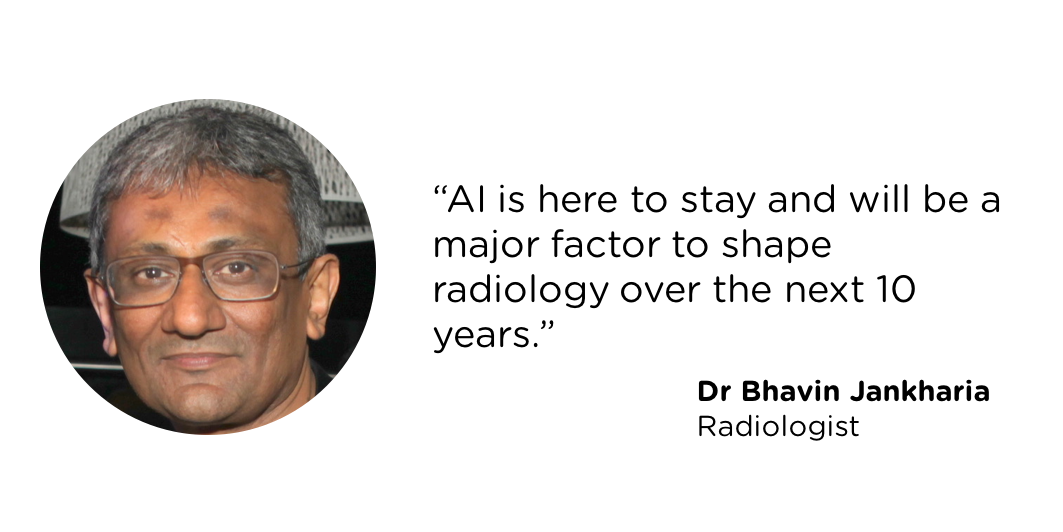 “AI is here to stay and will be a
major factor to shape
radiology over the next 10
years.”
Dr Bhavin Jankharia
Radiologist